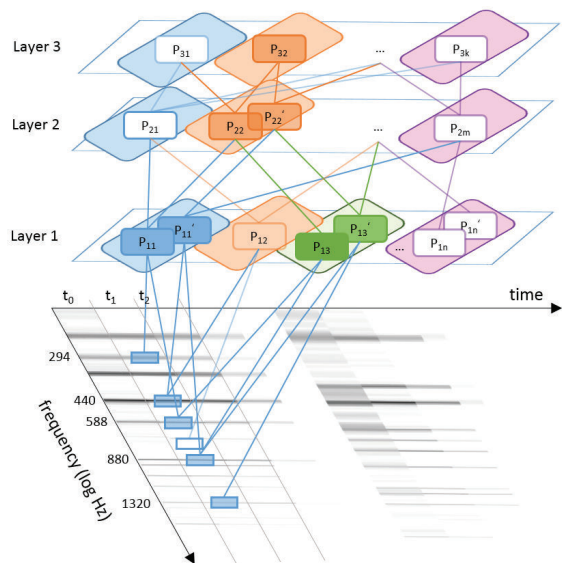 Layer 3
P31
P32
...
P3k
Layer 2
P21
P22
P22'
...
P2m
Layer 1
P11
P11'
P12
P13
P13'
...
P1n
P1n'
t0 t1 t2 time
294
440
588
880
1320
frequency (log Hz)